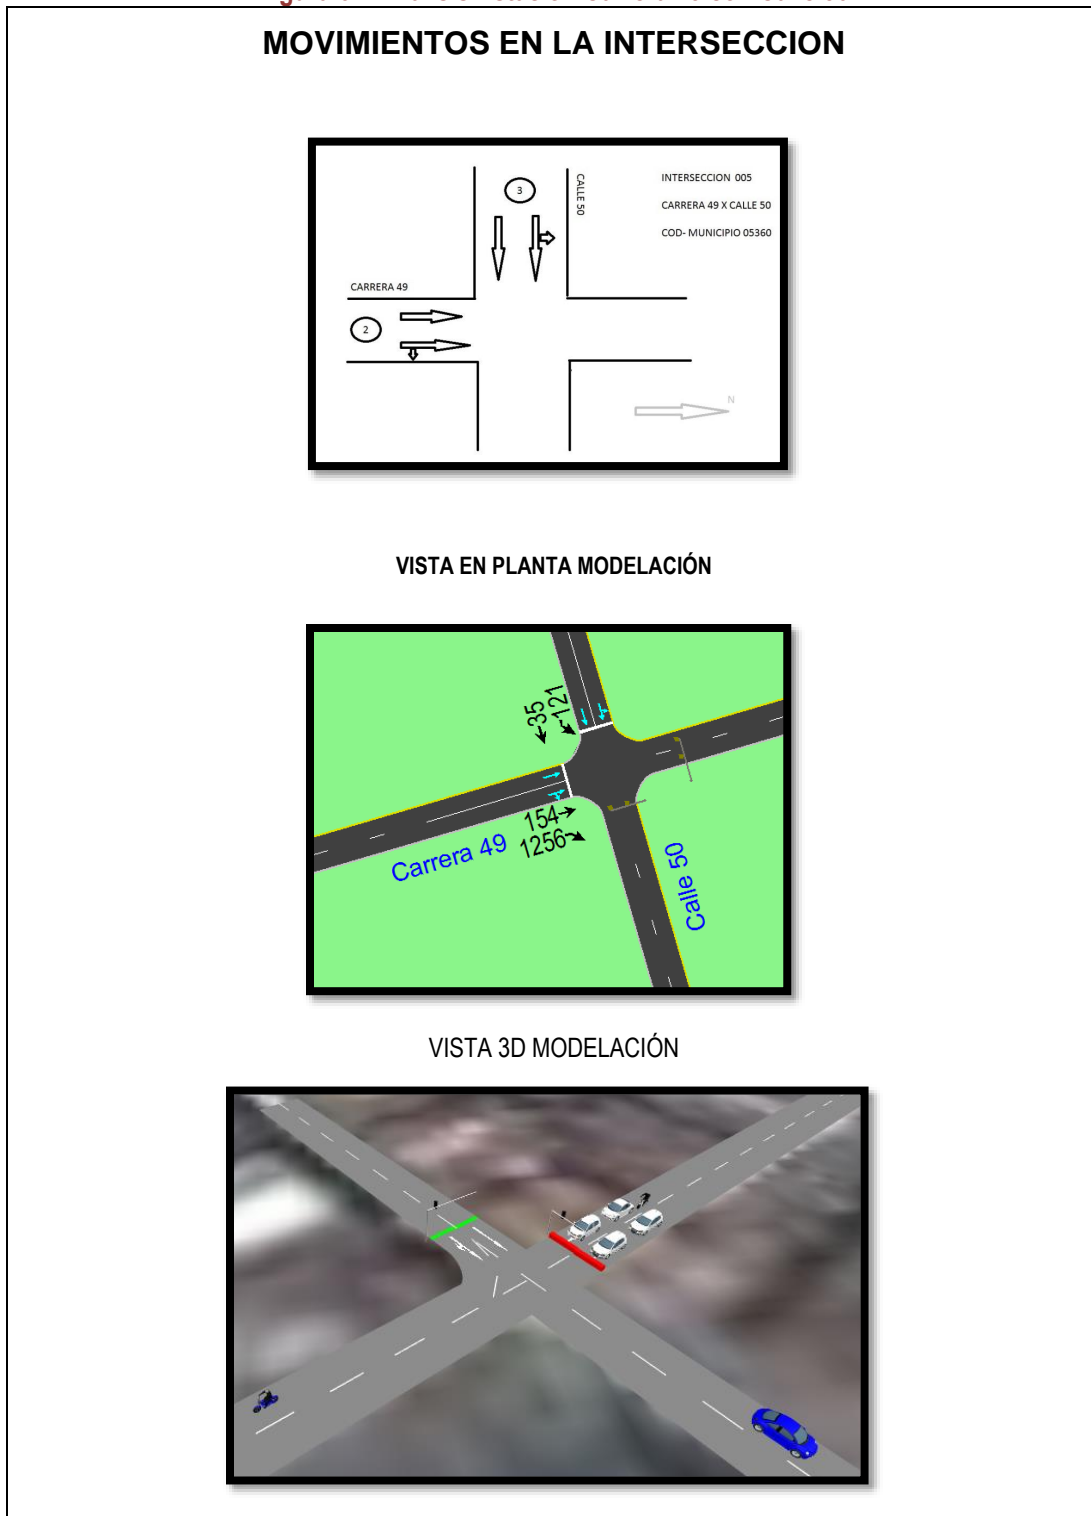 MOVIMIENTOS EN LA INTERSECCION
3
CALLE 50
INTERSECCION 005
CARRERA 49 X CALLE 50
COD- MUNICIPIO 05360
CARRERA 49
2
N
VISTA EN PLANTA MODELACIÓN
35
121
154
1256
Carrera 49
Calle 50
VISTA 3D MODELACIÓN